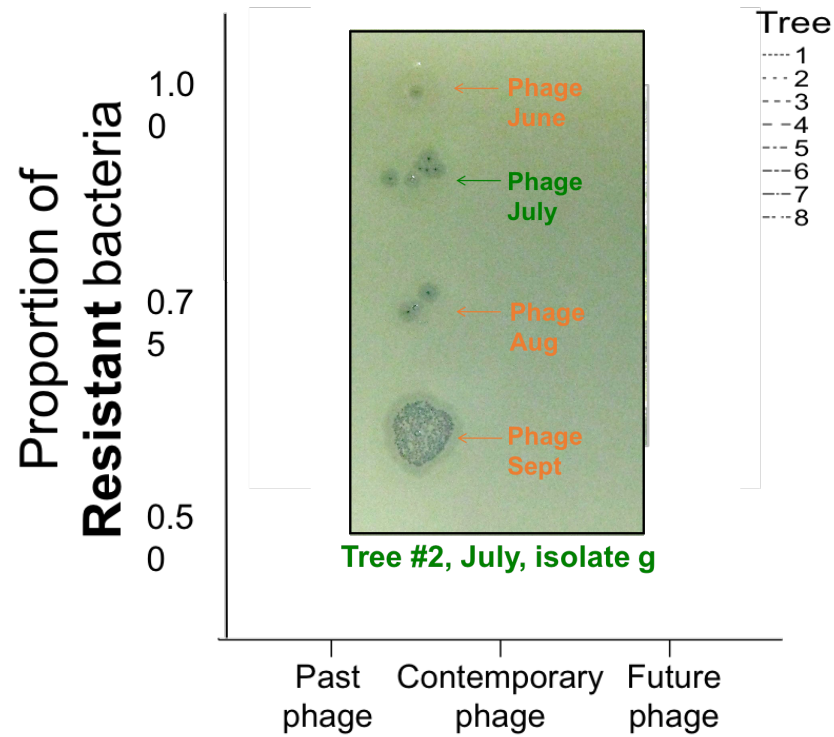 Proportion of
Resistant bacteria
1.0
0
0.7
5
0.5
0
Phage
June
Phage
July
Phage
Aug
Phage
Sept
Tree #2, July, isolate g
Past
phage
Contemporary
phage
Future
phage
Tree
1
2
3
4
5
6
7
8